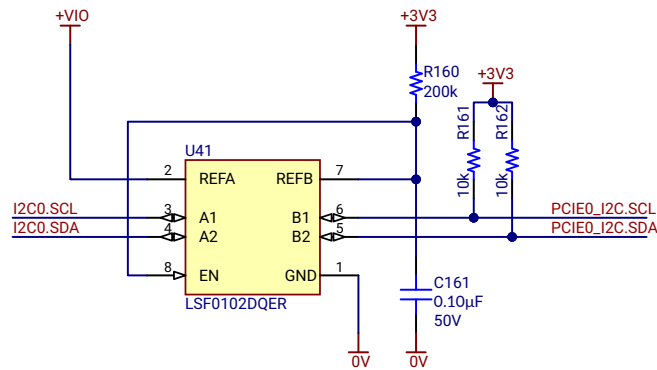 +VIO
+3V3
R160
200k
+3V3
R161
R162
10k
10k
U41
2
REFA
REFB
7
I2C0.SCL
3
A1
B1
6
PCIE0_I2C.SCL
I2C0.SDA
4
A2
B2
5
PCIE0_I2C.SDA
8
EN
GND
1
LSF0102DQER
C161
0.10µF
50V
0V
0V